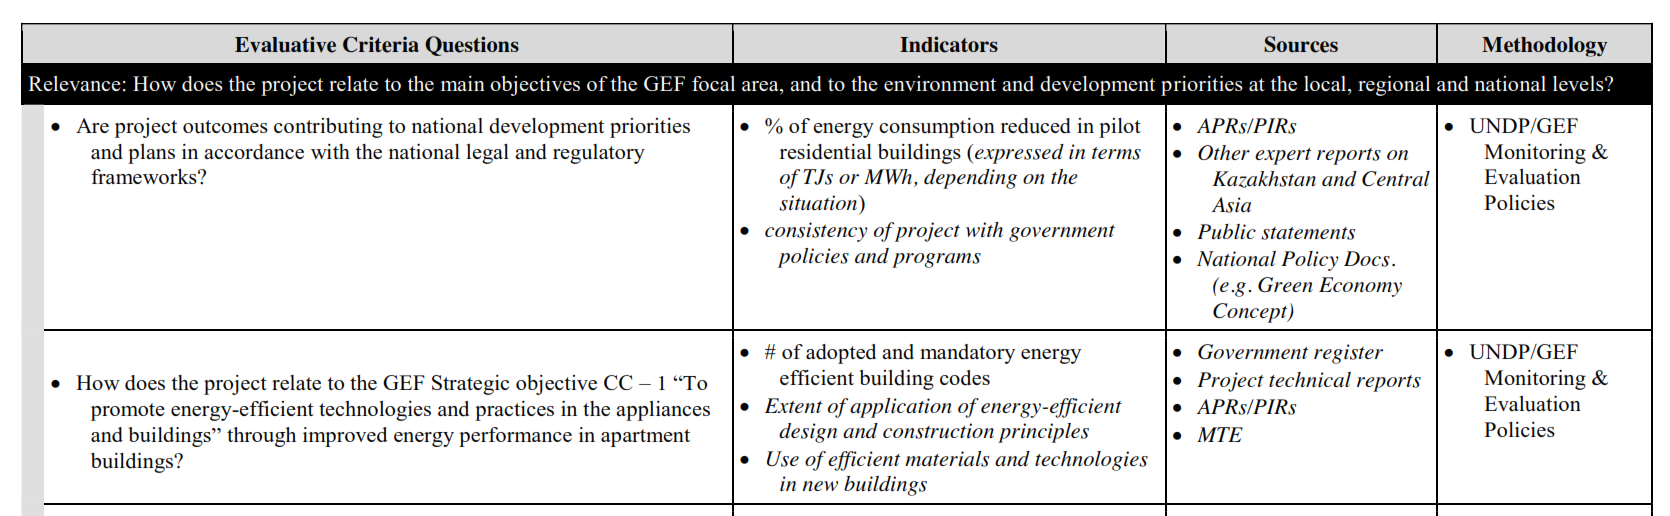 Evaluative Criteria Questions
Indicators
Sources
Methodology
Relevance: How does the project relate to the main objectives of the GEF focal area, and to the environment and development priorities at the local, regional and national levels?
• Are project outcomes contributing to national development priorities
and plans in accordance with the national legal and regulatory
frameworks?
• % of energy consumption reduced in pilot
residential buildings (expressed in terms
of TJs or MWh, depending on the
situation)
• consistency of project with government
policies and programs
• APRs/PIRs
• Other expert reports on
Kazakhstan and Central
Asia
• Public statements
• National Policy Docs.
(e.g. Green Economy
Concept)
• UNDP/GEF
Monitoring &
Evaluation
Policies
• How does the project relate to the GEF Strategic objective CC – 1 “To
promote energy-efficient technologies and practices in the appliances
and buildings” through improved energy performance in apartment
buildings?
• # of adopted and mandatory energy
efficient building codes
• Extent of application of energy-efficient
design and construction principles
• Use of efficient materials and technologies
in new buildings
• Government register
• Project technical reports
• APRs/PIRs
• MTE
• UNDP/GEF
Monitoring &
Evaluation
Policies